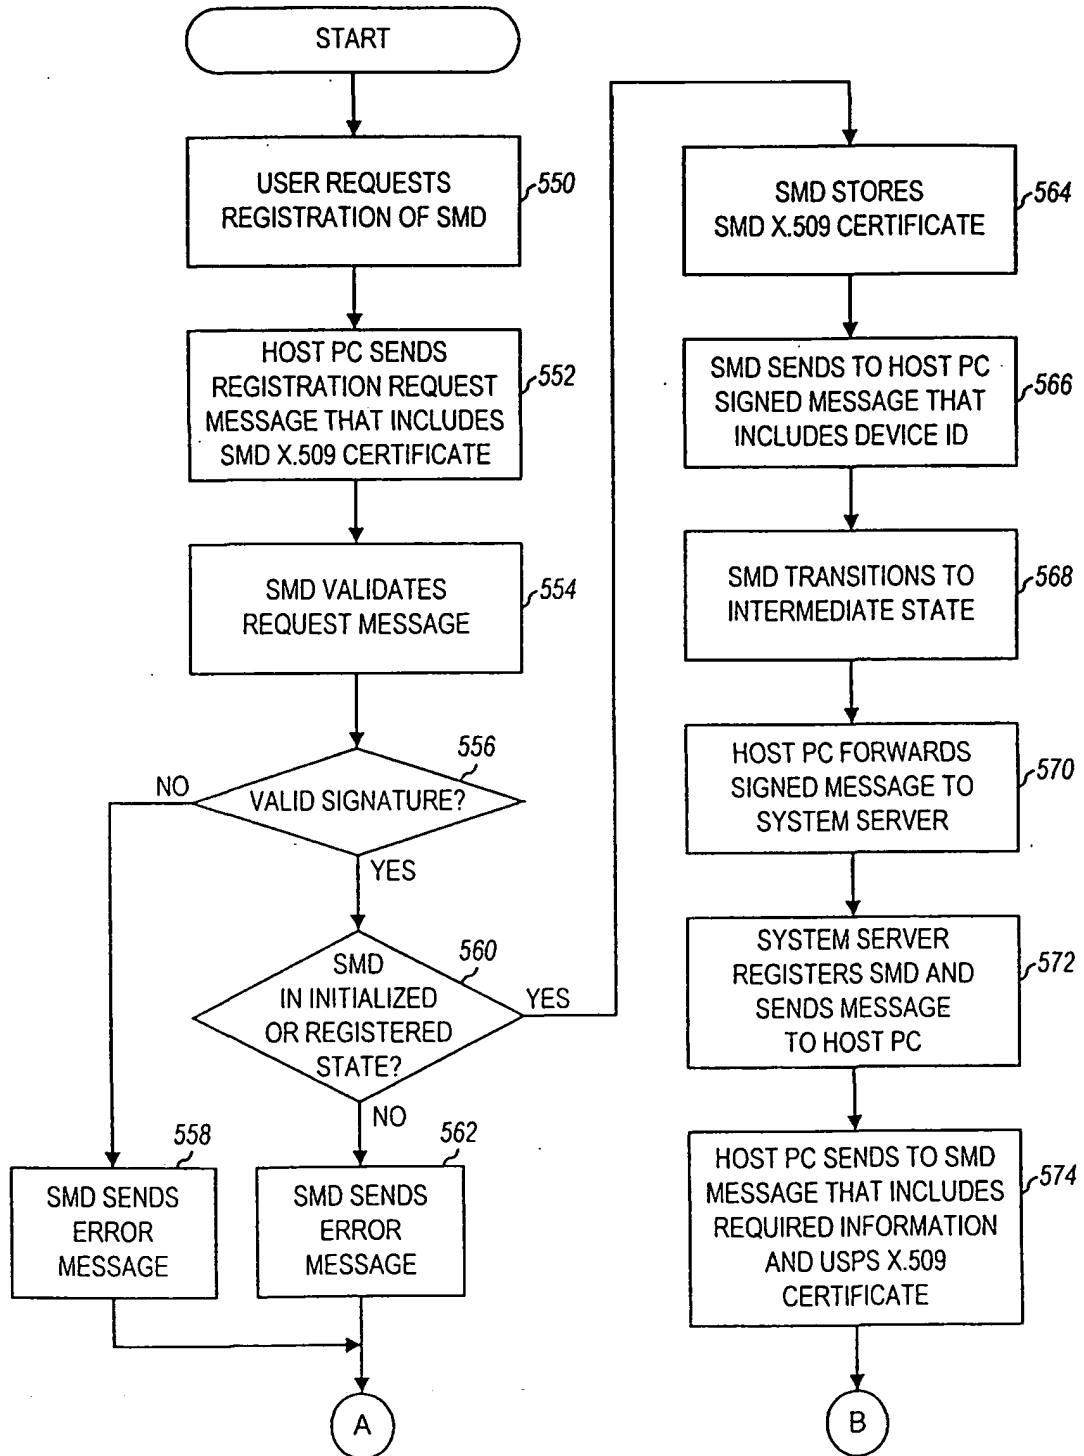 START
USER REQUESTS
REGISTRATION OF SMD
550
HOST PC SENDS
REGISTRATION REQUEST
MESSAGE THAT INCLUDES
SMD X.509 CERTIFICATE
552
SMD VALIDATES
REQUEST MESSAGE
554
556
VALID SIGNATURE?
NO
YES
560
SMD
IN INITIALIZED
OR REGISTERED
STATE?
YES
NO
558
SMD SENDS
ERROR
MESSAGE
562
SMD SENDS
ERROR
MESSAGE
A
SMD STORES
SMD X.509 CERTIFICATE
564
SMD SENDS TO HOST PC
SIGNED MESSAGE THAT
INCLUDES DEVICE ID
566
SMD TRANSITIONS TO
INTERMEDIATE STATE
568
HOST PC FORWARDS
SIGNED MESSAGE TO
SYSTEM SERVER
570
SYSTEM SERVER
REGISTERS SMD AND
SENDS MESSAGE
TO HOST PC
572
HOST PC SENDS TO SMD
MESSAGE THAT INCLUDES
REQUIRED INFORMATION
AND USPS X.509
CERTIFICATE
574
B